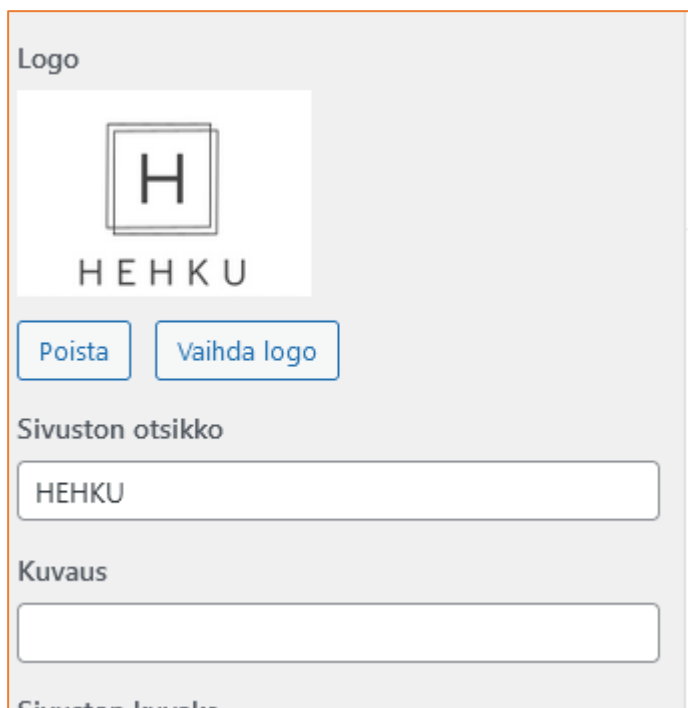 Logo
H
HEHKU
Poista
Vaihda logo
Sivuston otsikko
HEHKU
Kuvaus